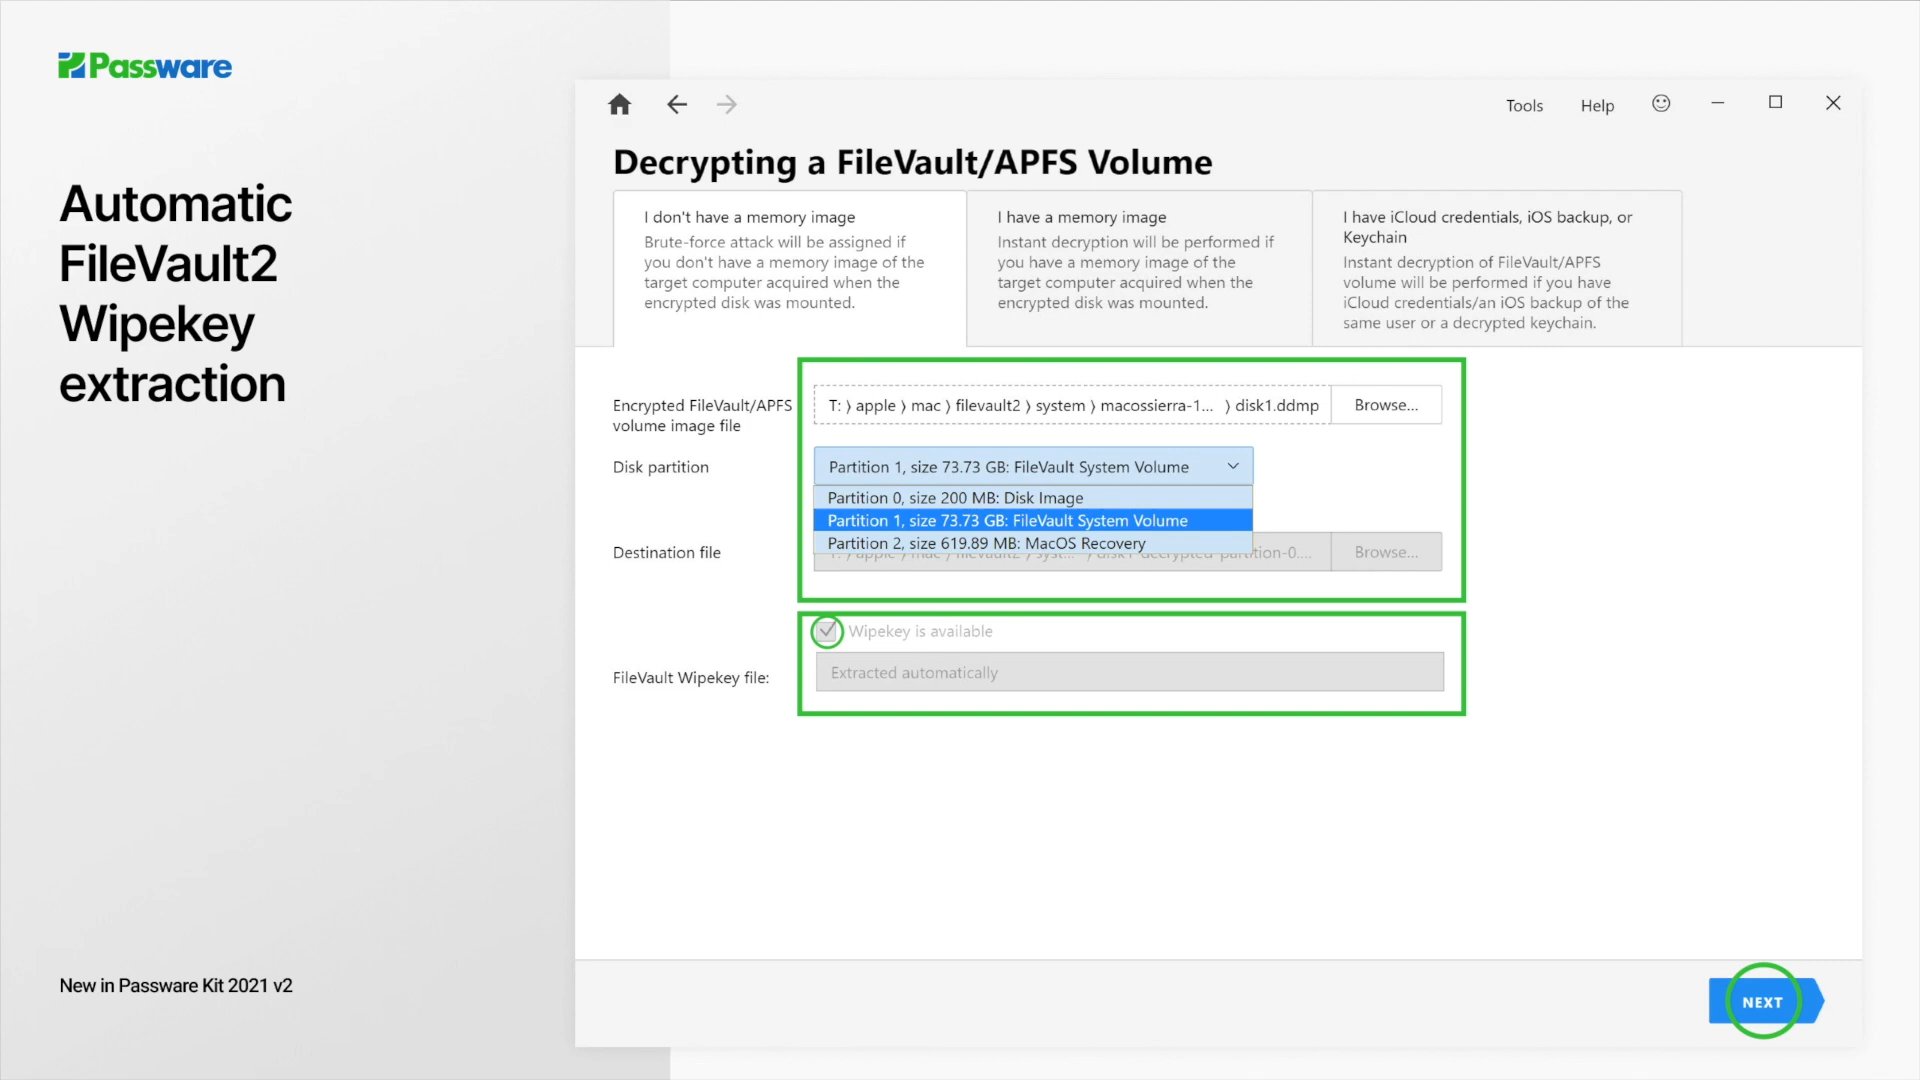 Passware
Automatic
FileVault2
Wipekey
extraction
New in Passware Kit 2021 v2
Tools
Help
Decrypting a FileVault/APFS Volume
I don't have a memory image
Brute-force attack will be assigned if
you don't have a memory image of the
target computer acquired when the
encrypted disk was mounted.
I have a memory image
Instant decryption will be performed if
you have a memory image of the
target computer acquired when the
encrypted disk was mounted.
I have iCloud credentials, iOS backup, or
Keychain
Instant decryption of FileVault/APFS
volume will be performed if you have
iCloud credentials/an iOS backup of the
same user or a decrypted keychain.
Encrypted FileVault/APFS
volume image file
T: ⟩ apple ⟩ mac ⟩ filevault2 ⟩ system ⟩ macossierra-1... ⟩ disk1.ddmp
Browse...
Disk partition
Partition 1, size 73.73 GB: FileVault System Volume
Partition 0, size 200 MB: Disk Image
Partition 1, size 73.73 GB: FileVault System Volume
Partition 2, size 619.89 MB: MacOS Recovery
Destination file
T: ⟩ apple ⟩ mac ⟩ filevault2 ⟩ syst... ⟩ disk1-decrypted-partition-0....
Browse...
Wipekey is available
FileVault Wipekey file:
Extracted automatically
NEXT